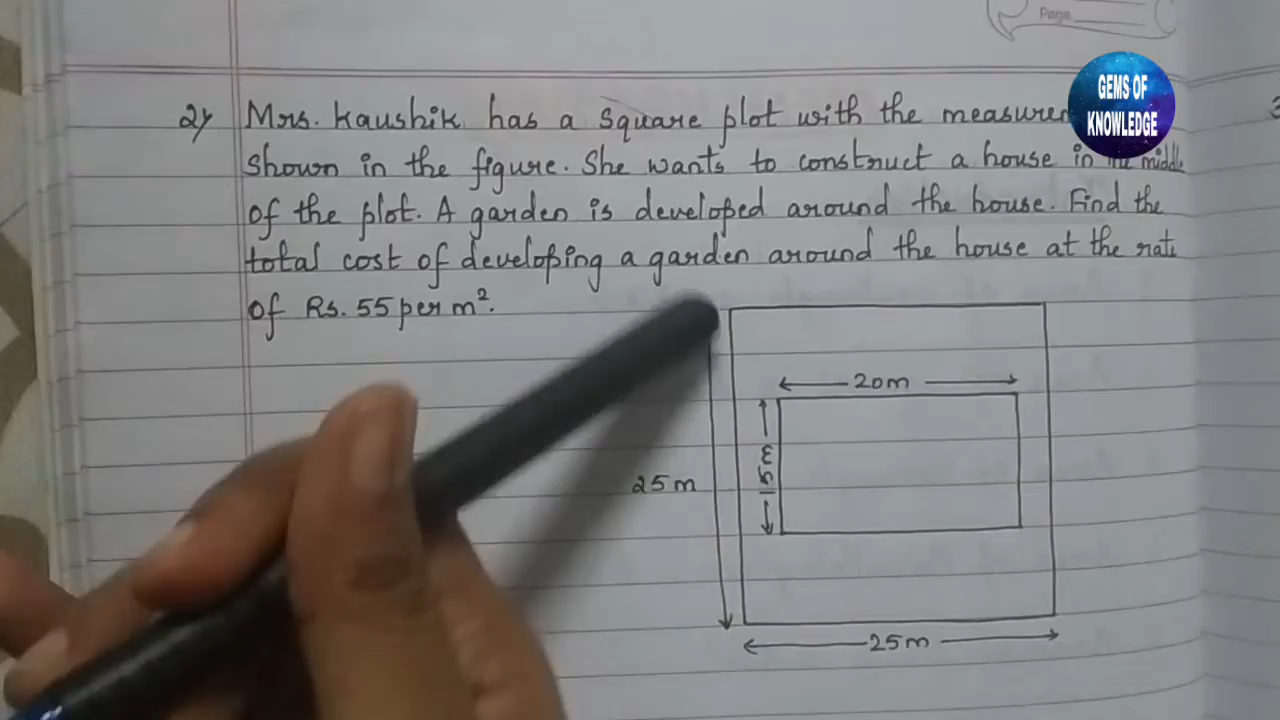 Page
GEMS OF
KNOWLEDGE
2) Mrs. Kaushik has a square plot with the
shown in the figure. She wants to construct a house in
of the plot. A garden is developed around the house. Find the
total cost of developing a garden around the house at the rate
of Rs. 55 per m².
20m
15m
25m
25m